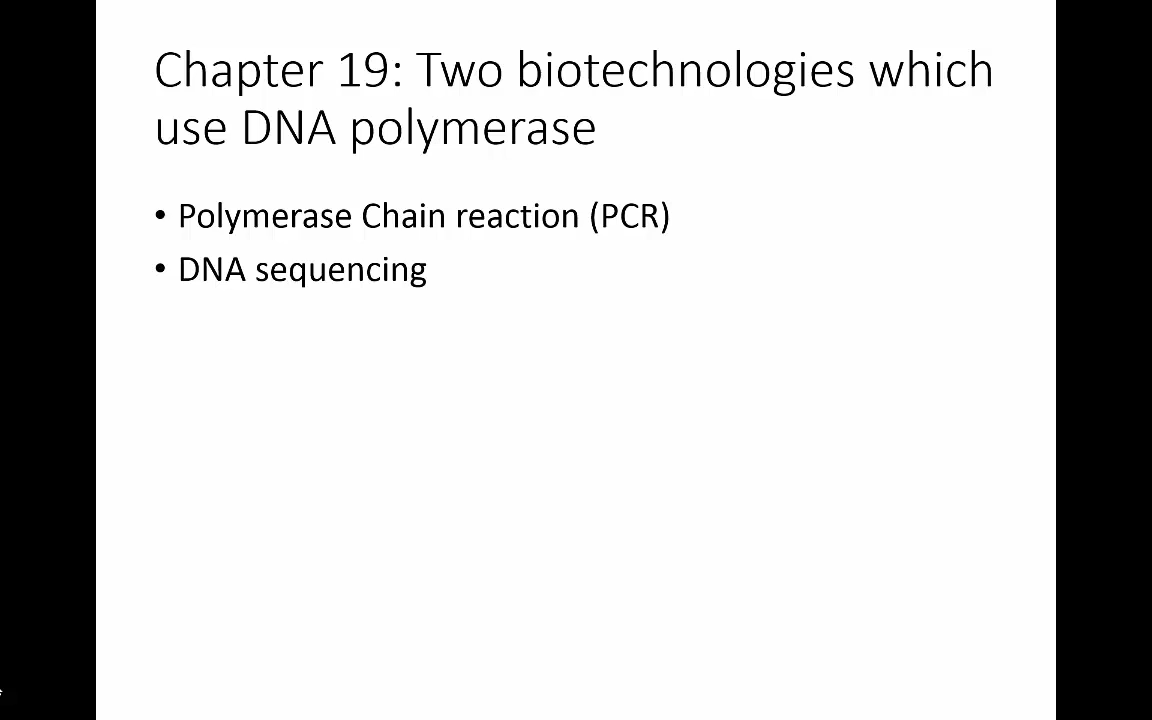 Chapter 19: Two biotechnologies which
use DNA polymerase
• Polymerase Chain reaction (PCR)
• DNA sequencing